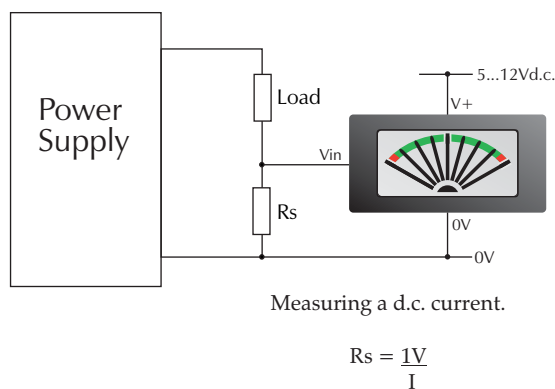 Power
Supply
Load
Rs
Vin
5...12Vd.c.
V+
0V
0V
Measuring a d.c. current.
Rs = 1V
I